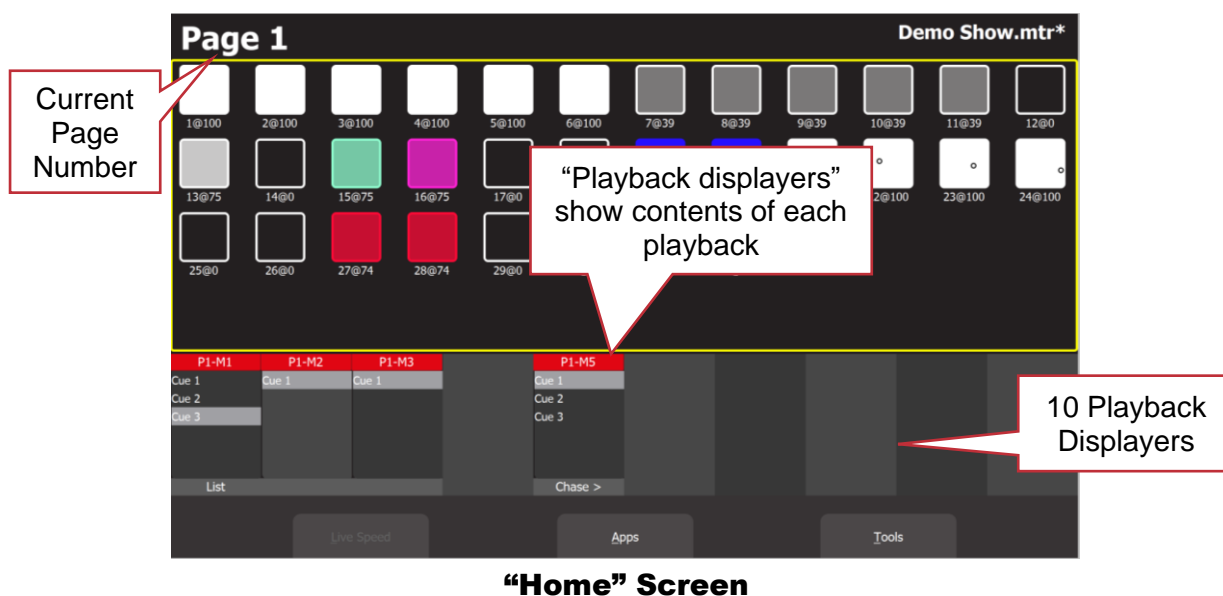 Page 1
Demo Show.mtr*
Current
Page
Number
1@100 2@100 3@100 4@100 5@100 6@100 7@39 8@39 9@39 10@39 11@39 12@0
13@75 14@0 15@75 16@75 17@0 2@100 23@100 24@100
“Playback displayers”
show contents of each
playback
25@0 26@0 27@74 28@74 29@0
P1-M1 P1-M2 P1-M3 P1-M5
Cue 1 Cue 1 Cue 1 Cue 1
Cue 2 Cue 2
Cue 3 Cue 3
10 Playback
Displayers
List Chase >
Live Speed Apps Tools
“Home” Screen